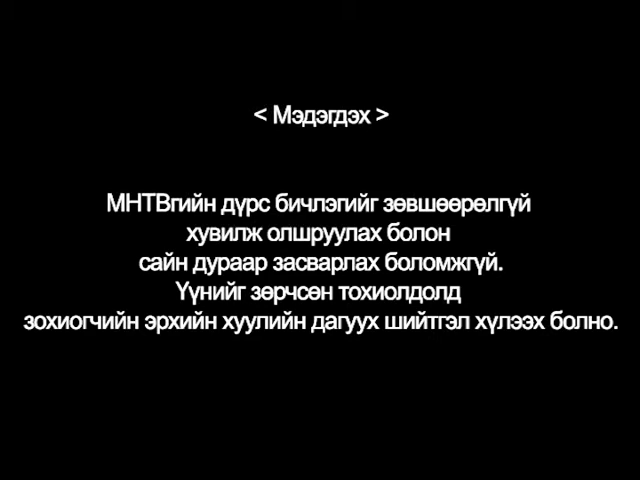 < Мэдэгдэх >
МНТВгийн дүрс бичлэгийг зөвшөөрөлгүй
хувилж олшруулах болон
сайн дураар засварлах боломжгүй.
Үүнийг зөрчсөн тохиолдолд
зохиогчийн эрхийн хуулийн дагуух шийтгэл хүлээх болно.